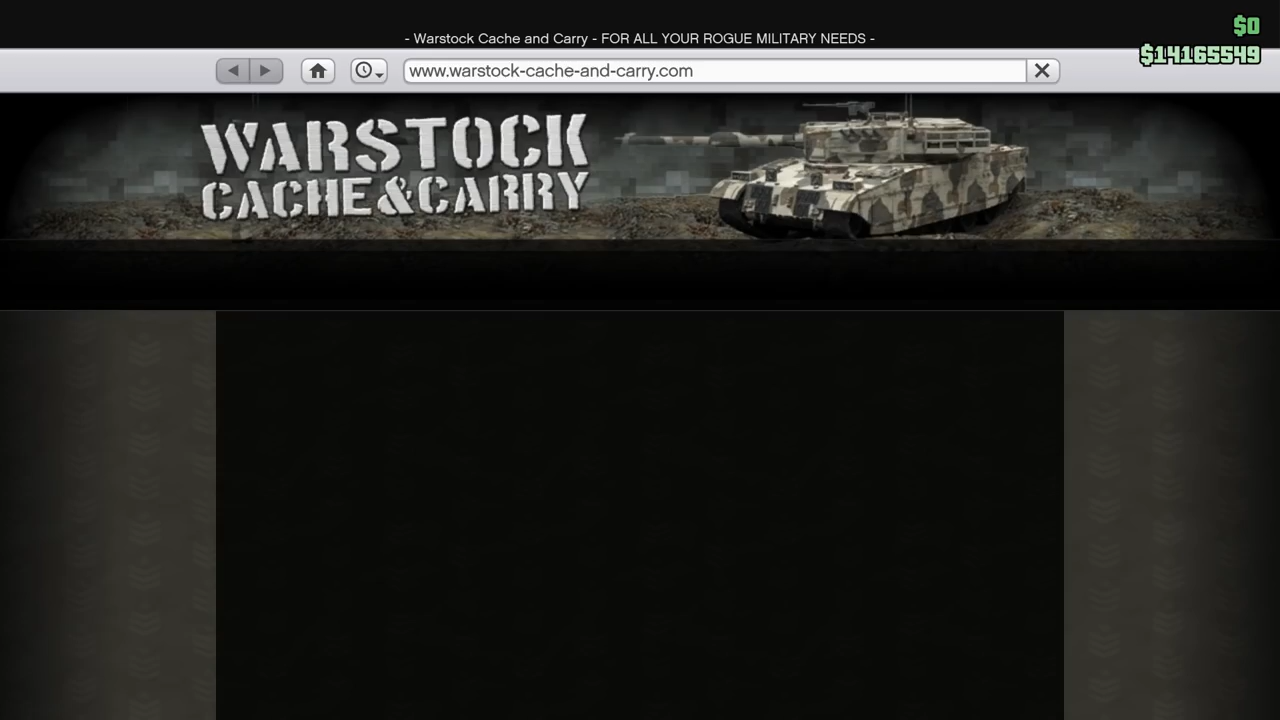 $0
- Warstock Cache and Carry - FOR ALL YOUR ROGUE MILITARY NEEDS -
$14165549
www.warstock-cache-and-carry.com
WARSTOCK
CACHE&CARRY